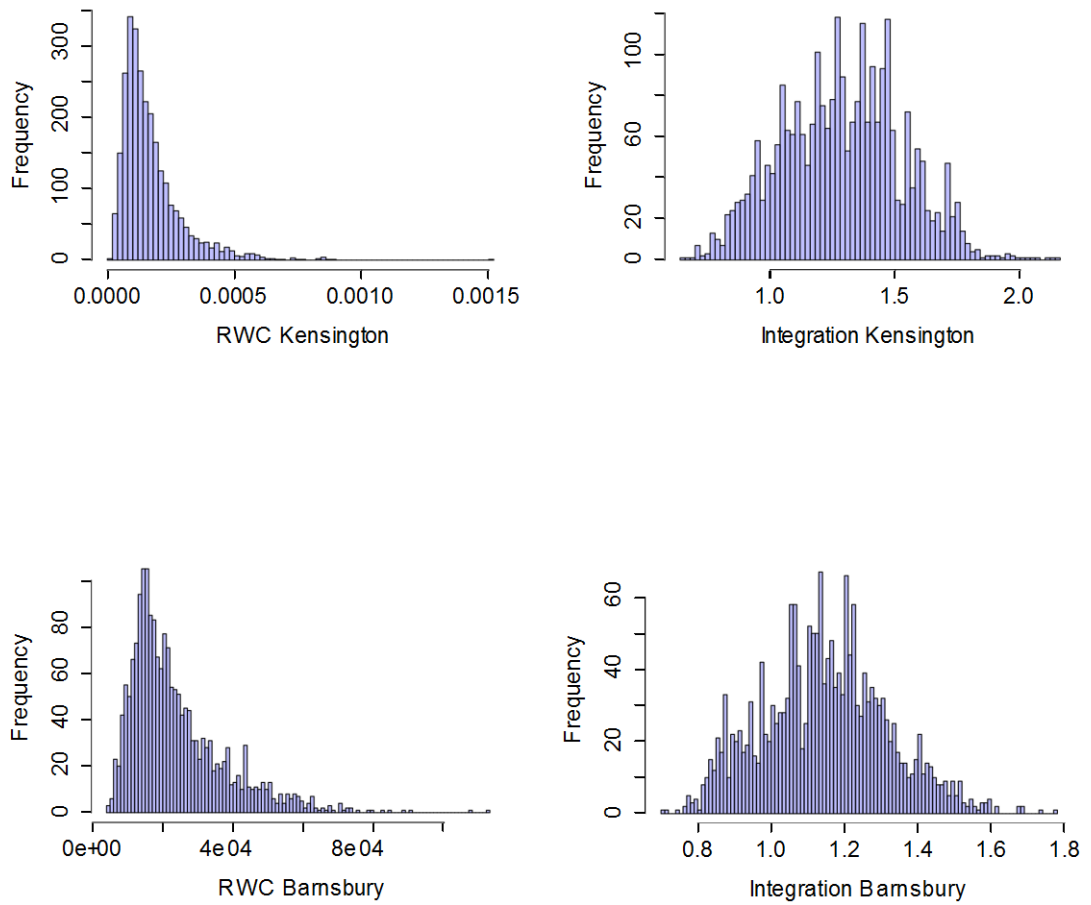 Frequency
300
200
100
0
0.0000 0.0005 0.0010 0.0015
RWC Kensington
Frequency
100
60
20
0
1.0 1.5 2.0
Integration Kensington
Frequency
80
60
40
20
0
0e+00 4e04 8e04
RWC Barnsbury
Frequency
60
40
20
0
0.8 1.0 1.2 1.4 1.6 1.8
Integration Barnsbury